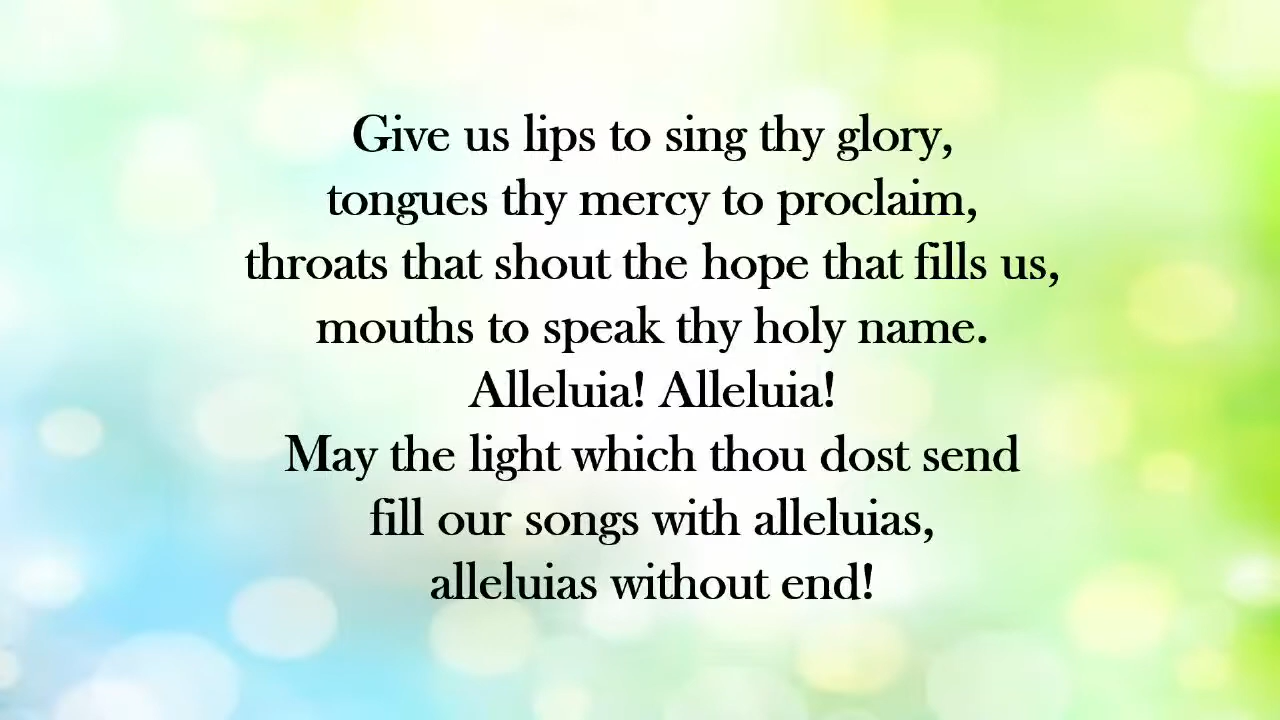 Give us lips to sing thy glory,
tongues thy mercy to proclaim,
throats that shout the hope that fills us,
mouths to speak thy holy name.
Alleluia! Alleluia!
May the light which thou dost send
fill our songs with alleluias,
alleluias without end!